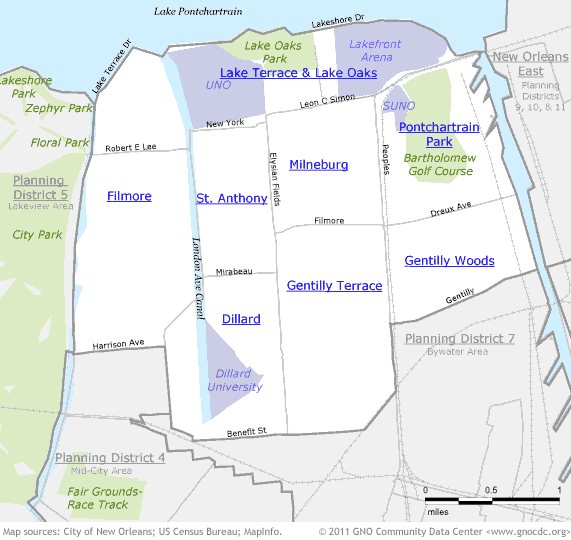 Lake Pontchartrain
Lakeshore Dr
Lake Terrace Dr
Lake Oaks
Park
Lakefront
Arena
Lake Terrace & Lake Oaks
UNO
New Orleans
East
Planning
Districts
9, 10, & 11
Lakeshore
Park
Zephyr Park
Leon C Simon
SUNO
New York
Pontchartrain
Park
Floral Park
Robert E Lee
Bartholomew
Golf Course
Milneburg
Elysian Fields
Peoples
Planning
District 5
Lakeview Area
Filmore
St. Anthony
Dreux Ave
Filmore
City Park
London Ave Canal
Gentilly Woods
Mirabeau
Gentilly Terrace
Gentilly
Dillard
Harrison Ave
Planning District 7
Bywater Area
Dillard
University
Benefit St
Planning District 4
Mid-City Area
Fair Grounds-
Race Track
0 0.5 1
miles
Map sources: City of New Orleans; US Census Bureau; MapInfo.
© 2011 GNO Community Data Center <www.gnocdc.org>